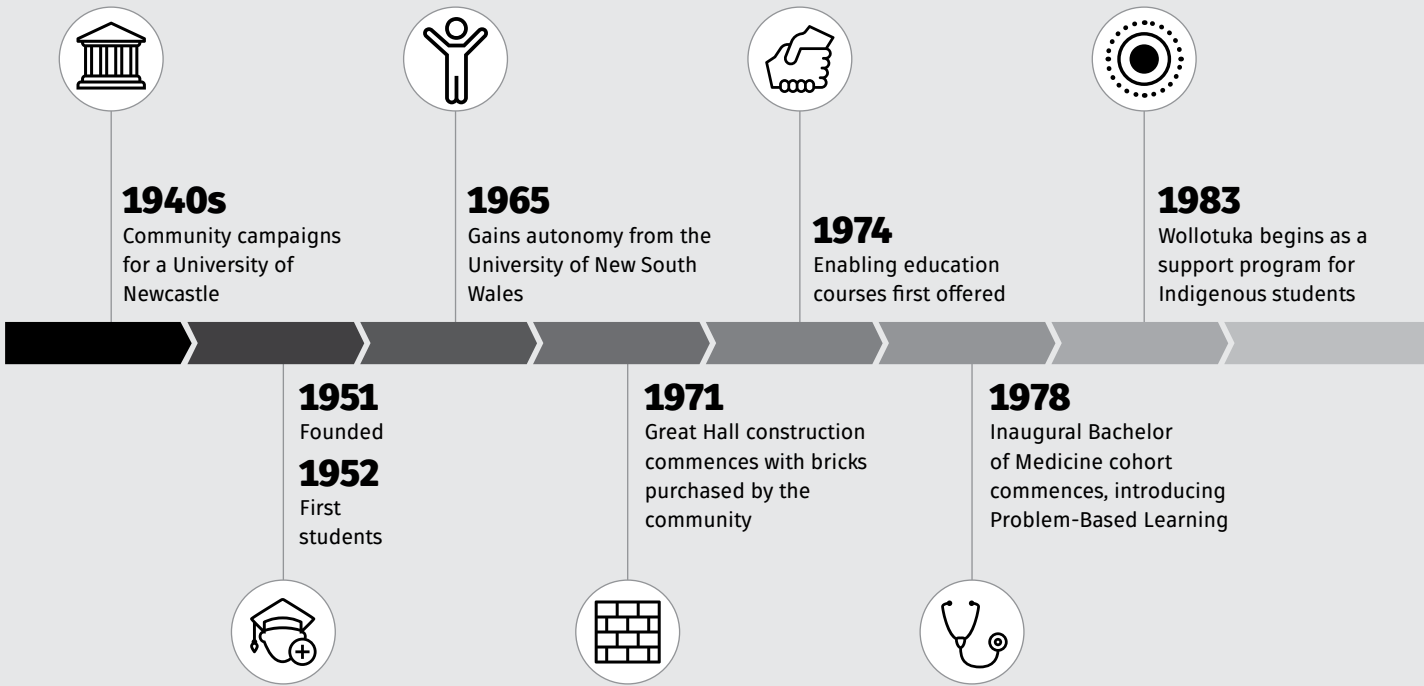 1940s
Community campaigns
for a University of
Newcastle
1951
Founded
1952
First
students
1965
Gains autonomy from the
University of New South
Wales
1971
Great Hall construction
commences with bricks
purchased by the
community
1974
Enabling education
courses first offered
1978
Inaugural Bachelor
of Medicine cohort
commences, introducing
Problem-Based Learning
1983
Wollotuka begins as a
support program for
Indigenous students